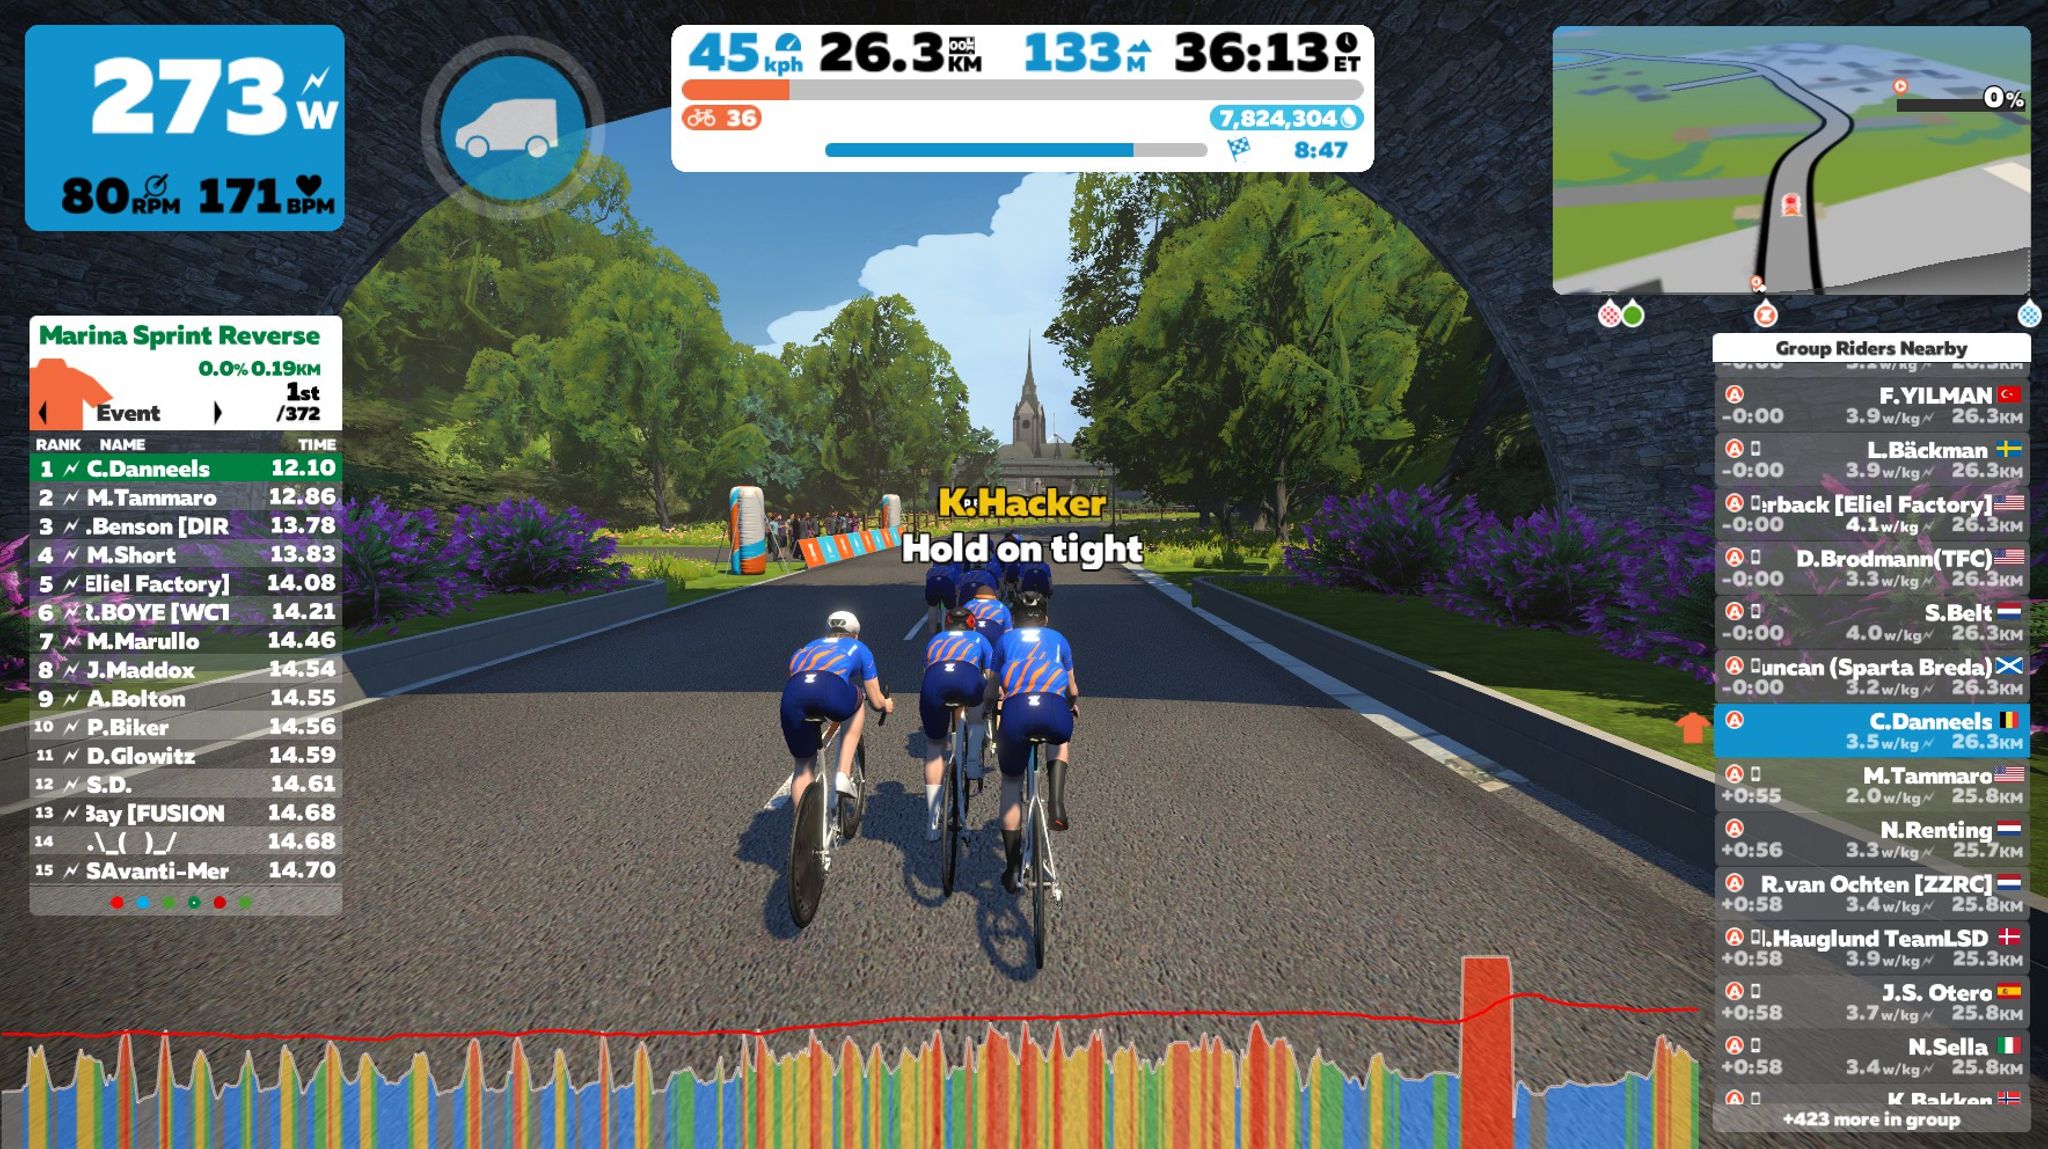 273 W
80 RPM 171 BPM
45 kph 26.3 KM 133 M 36:13 ET
36
7,824,304
8:47
0%
Marina Sprint Reverse
0.0% 0.19KM
1st
Event /372
RANK NAME TIME
1 C.Danneels 12.10
2 M.Tammaro 12.86
3 .Benson [DIR 13.78
4 M.Short 13.83
5 Eliel Factory] 14.08
6 R.BOYE [WCT 14.21
7 M.Marullo 14.46
8 J.Maddox 14.54
9 A.Bolton 14.55
10 P.Biker 14.56
11 D.Glowitz 14.59
12 S.D. 14.61
13 Bay [FUSION 14.68
14 .\_( )_/ 14.68
15 SAvanti-Mer 14.70
K.Hacker
Hold on tight
Group Riders Nearby
A F.YILMAN
-0:00 3.9w/kg 26.3KM
A L.Bäckman
-0:00 3.9w/kg 26.3KM
A rback [Eliel Factory]
-0:00 4.1w/kg 26.3KM
A D.Brodmann(TFC)
-0:00 3.3w/kg 26.3KM
A S.Belt
-0:00 4.0w/kg 26.3KM
A uncan (Sparta Breda)
-0:00 3.2w/kg 26.3KM
A C.Danneels
3.5w/kg 26.3KM
A M.Tammaro
+0:55 2.0w/kg 25.8KM
A N.Renting
+0:56 3.3w/kg 25.7KM
A R.van Ochten [ZZRC]
+0:58 3.4w/kg 25.8KM
A .Hauglund TeamLSD
+0:58 3.9w/kg 25.3KM
A J.S. Otero
+0:58 3.7w/kg 25.8KM
A N.Sella
+0:58 3.4w/kg 25.8KM
A K.Bakken
+423 more in group